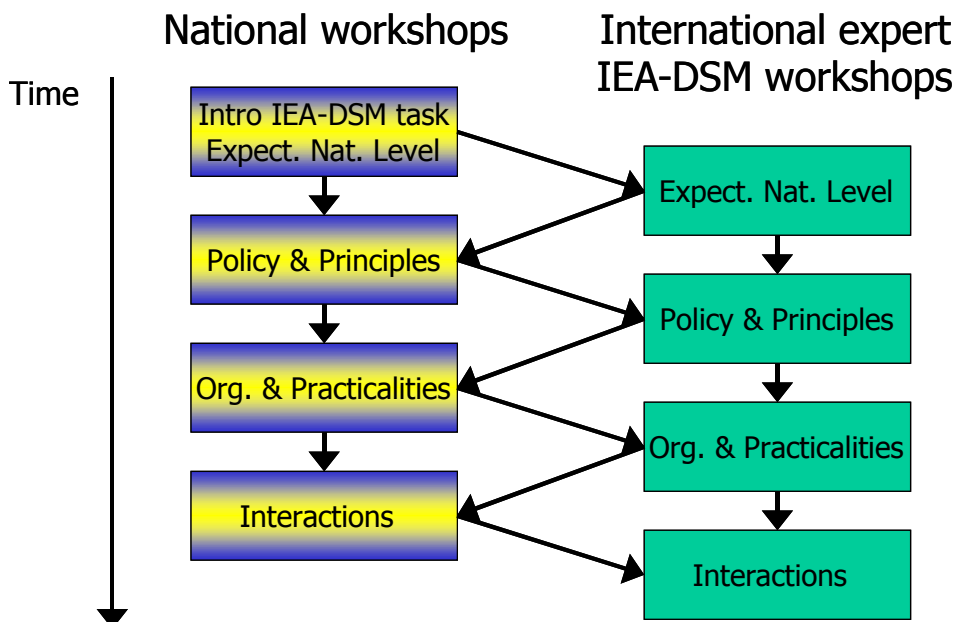 National workshops
International expert
IEA-DSM workshops
Time
Intro IEA-DSM task
Expect. Nat. Level
Expect. Nat. Level
Policy & Principles
Policy & Principles
Org. & Practicalities
Org. & Practicalities
Interactions
Interactions